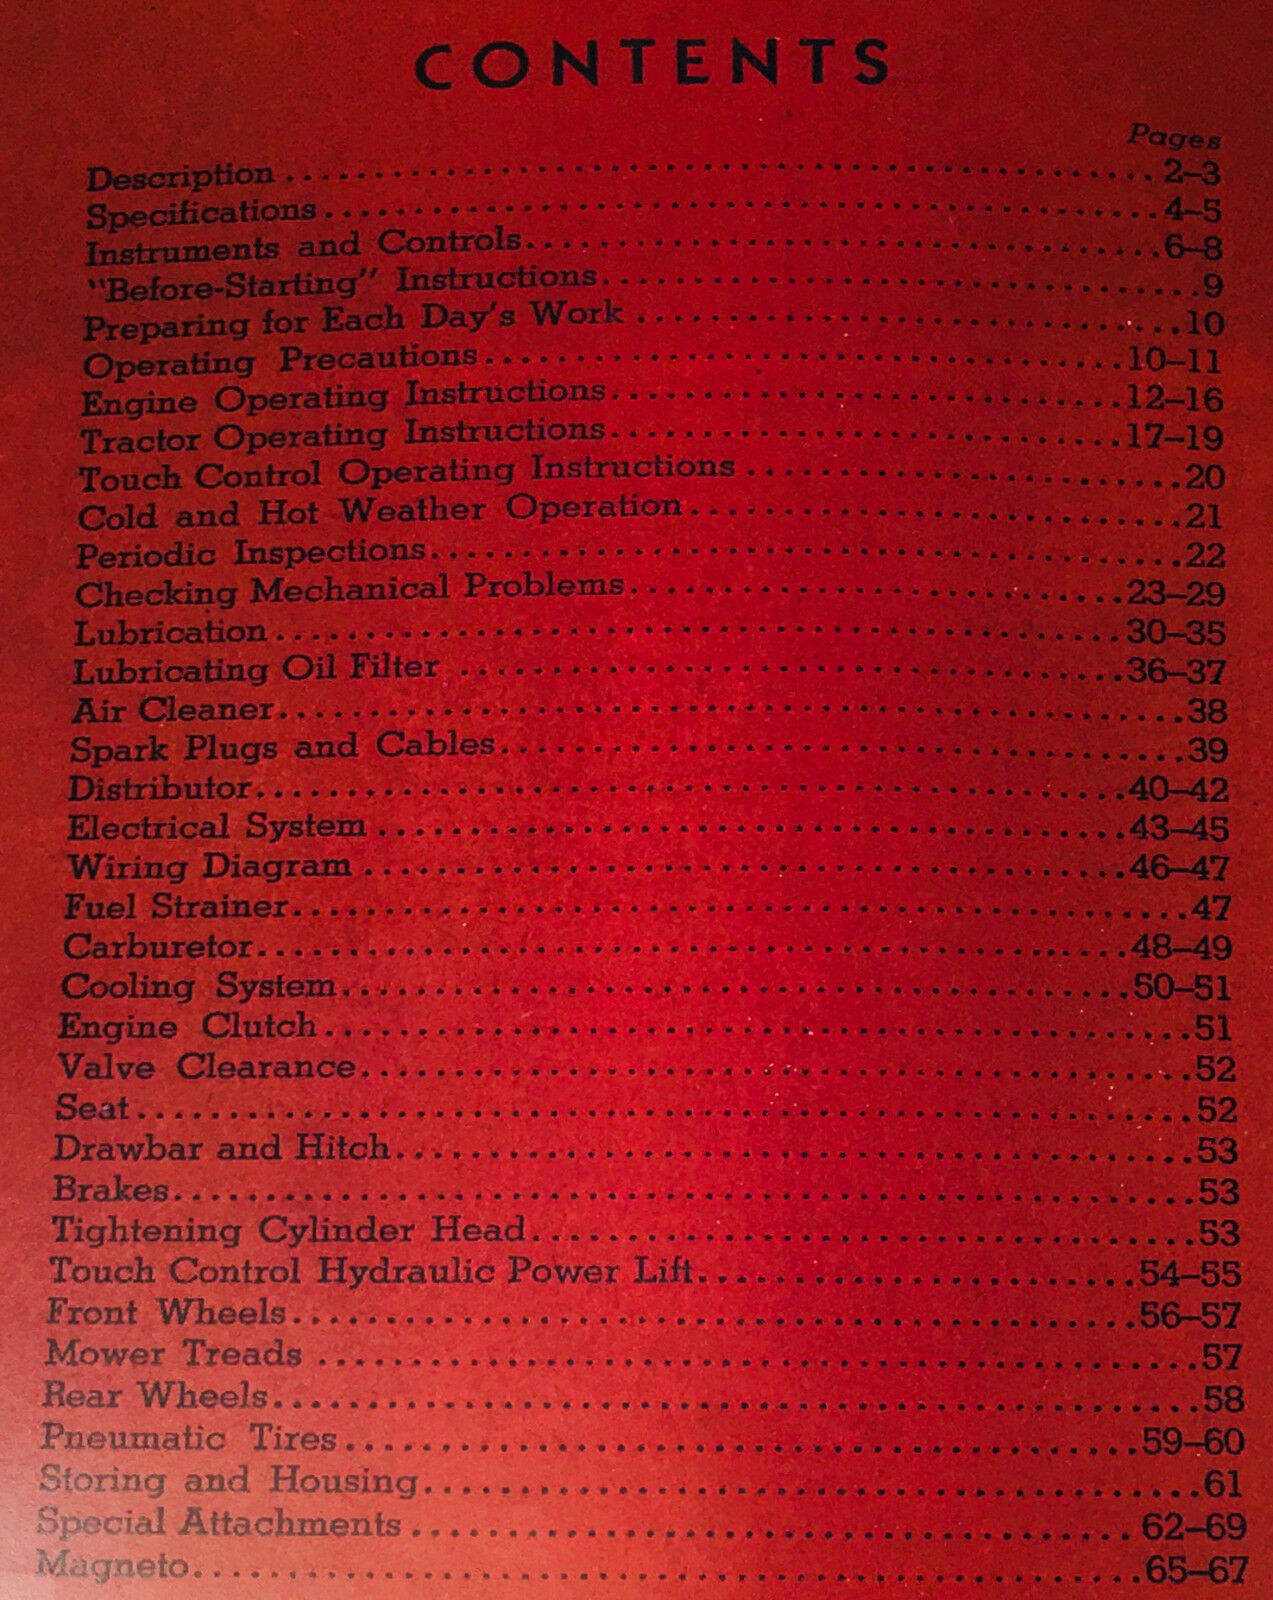 CONTENTS
Pages
Description 2–3
Specifications 4–5
Instruments and Controls 6–8
"Before-Starting" Instructions 9
Preparing for Each Day's Work 10
Operating Precautions 10–11
Engine Operating Instructions 12–16
Tractor Operating Instructions 17–19
Touch Control Operating Instructions 20
Cold and Hot Weather Operation 21
Periodic Inspections 22
Checking Mechanical Problems 23–29
Lubrication 30–35
Lubricating Oil Filter 36–37
Air Cleaner 38
Spark Plugs and Cables 39
Distributor 40–42
Electrical System 43–45
Wiring Diagram 46–47
Fuel Strainer 47
Carburetor 48–49
Cooling System 50–51
Engine Clutch 51
Valve Clearance 52
Seat 52
Drawbar and Hitch 53
Brakes 53
Tightening Cylinder Head 53
Touch Control Hydraulic Power Lift 54–55
Front Wheels 56–57
Mower Treads 57
Rear Wheels 58
Pneumatic Tires 59–60
Storing and Housing 61
Special Attachments 62–69
Magneto 65–67